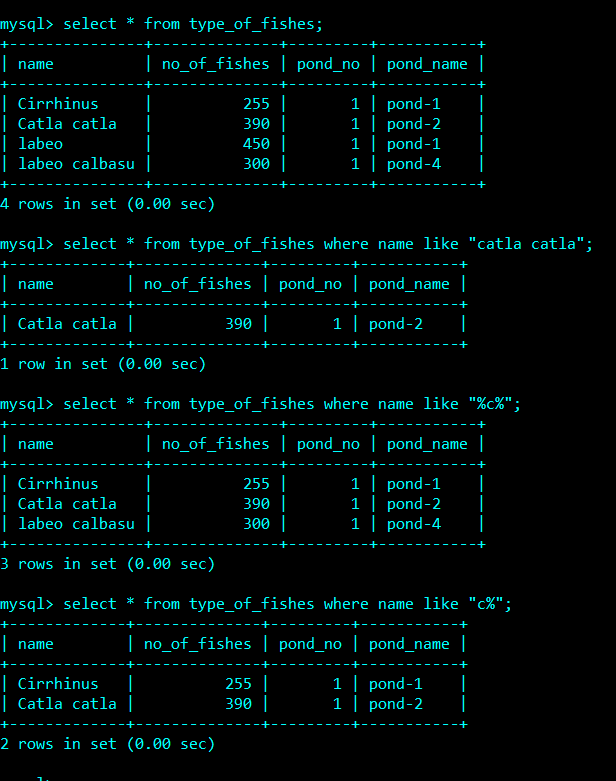 mysql> select * from type_of_fishes;
+---------------+--------------+---------+-----------+
| name          | no_of_fishes | pond_no | pond_name |
+---------------+--------------+---------+-----------+
| Cirrhinus     |          255 |       1 | pond-1    |
| Catla catla   |          390 |       1 | pond-2    |
| labeo         |          450 |       1 | pond-1    |
| labeo calbasu |          300 |       1 | pond-4    |
+---------------+--------------+---------+-----------+
4 rows in set (0.00 sec)

mysql> select * from type_of_fishes where name like "catla catla";
+-------------+--------------+---------+-----------+
| name        | no_of_fishes | pond_no | pond_name |
+-------------+--------------+---------+-----------+
| Catla catla |          390 |       1 | pond-2    |
+-------------+--------------+---------+-----------+
1 row in set (0.00 sec)

mysql> select * from type_of_fishes where name like "%c%";
+---------------+--------------+---------+-----------+
| name          | no_of_fishes | pond_no | pond_name |
+---------------+--------------+---------+-----------+
| Cirrhinus     |          255 |       1 | pond-1    |
| Catla catla   |          390 |       1 | pond-2    |
| labeo calbasu |          300 |       1 | pond-4    |
+---------------+--------------+---------+-----------+
3 rows in set (0.00 sec)

mysql> select * from type_of_fishes where name like "c%";
+-------------+--------------+---------+-----------+
| name        | no_of_fishes | pond_no | pond_name |
+-------------+--------------+---------+-----------+
| Cirrhinus   |          255 |       1 | pond-1    |
| Catla catla |          390 |       1 | pond-2    |
+-------------+--------------+---------+-----------+
2 rows in set (0.00 sec)